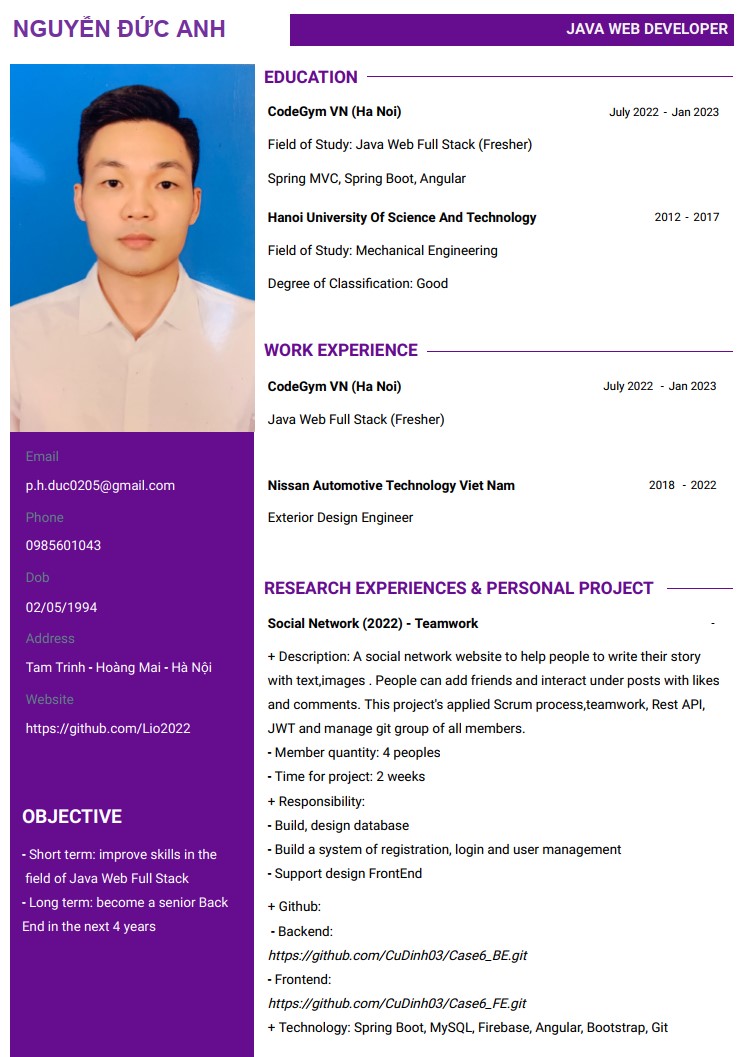 NGUYỄN ĐỨC ANH
JAVA WEB DEVELOPER
Email
p.h.duc0205@gmail.com
Phone
0985601043
Dob
02/05/1994
Address
Tam Trinh - Hoàng Mai - Hà Nội
Website
https://github.com/Lio2022
OBJECTIVE
- Short term: improve skills in the
field of Java Web Full Stack
- Long term: become a senior Back
End in the next 4 years
EDUCATION
CodeGym VN (Ha Noi) July 2022 - Jan 2023
Field of Study: Java Web Full Stack (Fresher)
Spring MVC, Spring Boot, Angular
Hanoi University Of Science And Technology 2012 - 2017
Field of Study: Mechanical Engineering
Degree of Classification: Good
WORK EXPERIENCE
CodeGym VN (Ha Noi) July 2022 - Jan 2023
Java Web Full Stack (Fresher)
Nissan Automotive Technology Viet Nam 2018 - 2022
Exterior Design Engineer
RESEARCH EXPERIENCES & PERSONAL PROJECT
Social Network (2022) - Teamwork -
+ Description: A social network website to help people to write their story
with text,images . People can add friends and interact under posts with likes
and comments. This project's applied Scrum process,teamwork, Rest API,
JWT and manage git group of all members.
- Member quantity: 4 peoples
- Time for project: 2 weeks
+ Responsibility:
- Build, design database
- Build a system of registration, login and user management
- Support design FrontEnd
+ Github:
- Backend:
https://github.com/CuDinh03/Case6_BE.git
- Frontend:
https://github.com/CuDinh03/Case6_FE.git
+ Technology: Spring Boot, MySQL, Firebase, Angular, Bootstrap, Git